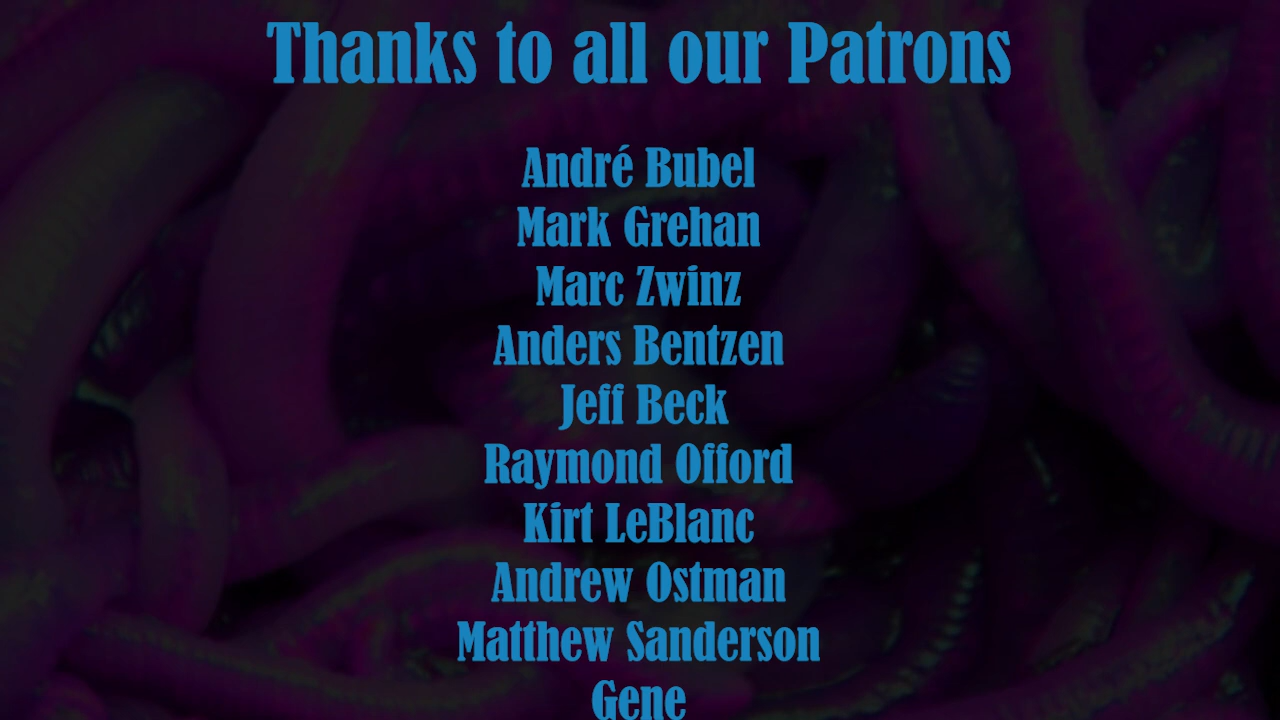 Thanks to all our Patrons
André Bubel
Mark Grehan
Marc Zwinz
Anders Bentzen
Jeff Beck
Raymond Offord
Kirt LeBlanc
Andrew Ostman
Matthew Sanderson
Gene